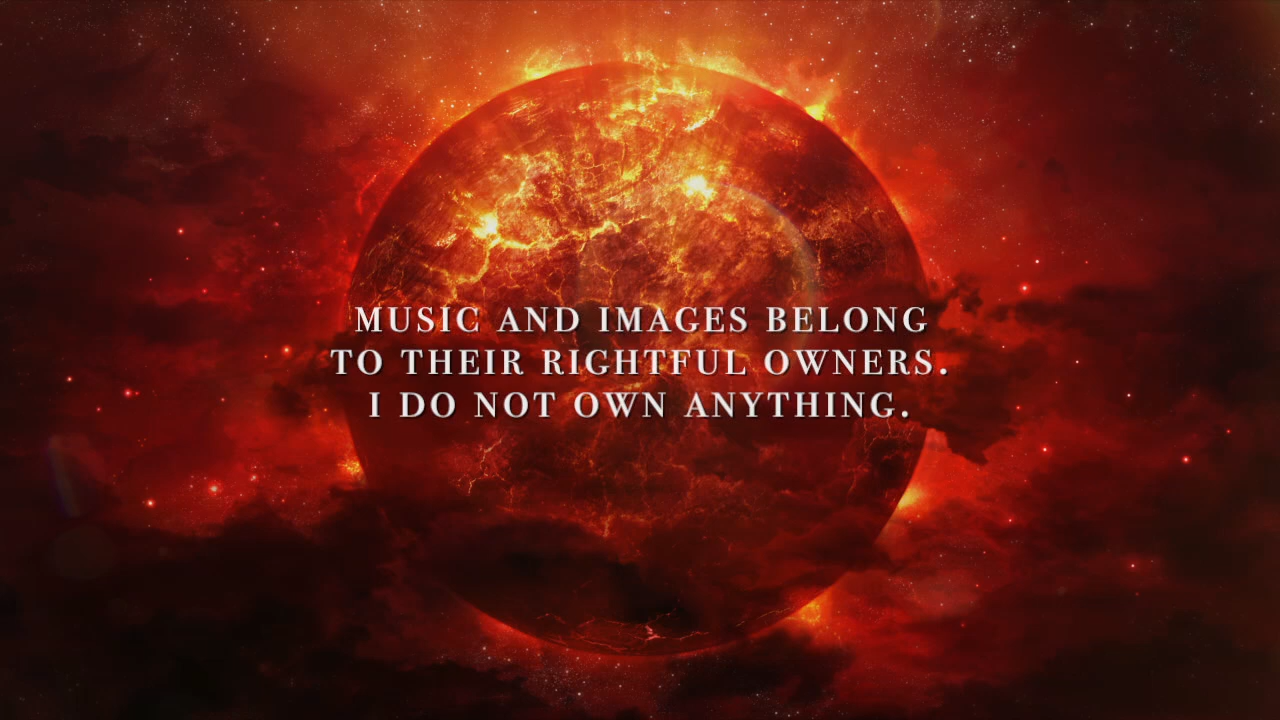 MUSIC AND IMAGES BELONG
TO THEIR RIGHTFUL OWNERS.
I DO NOT OWN ANYTHING.